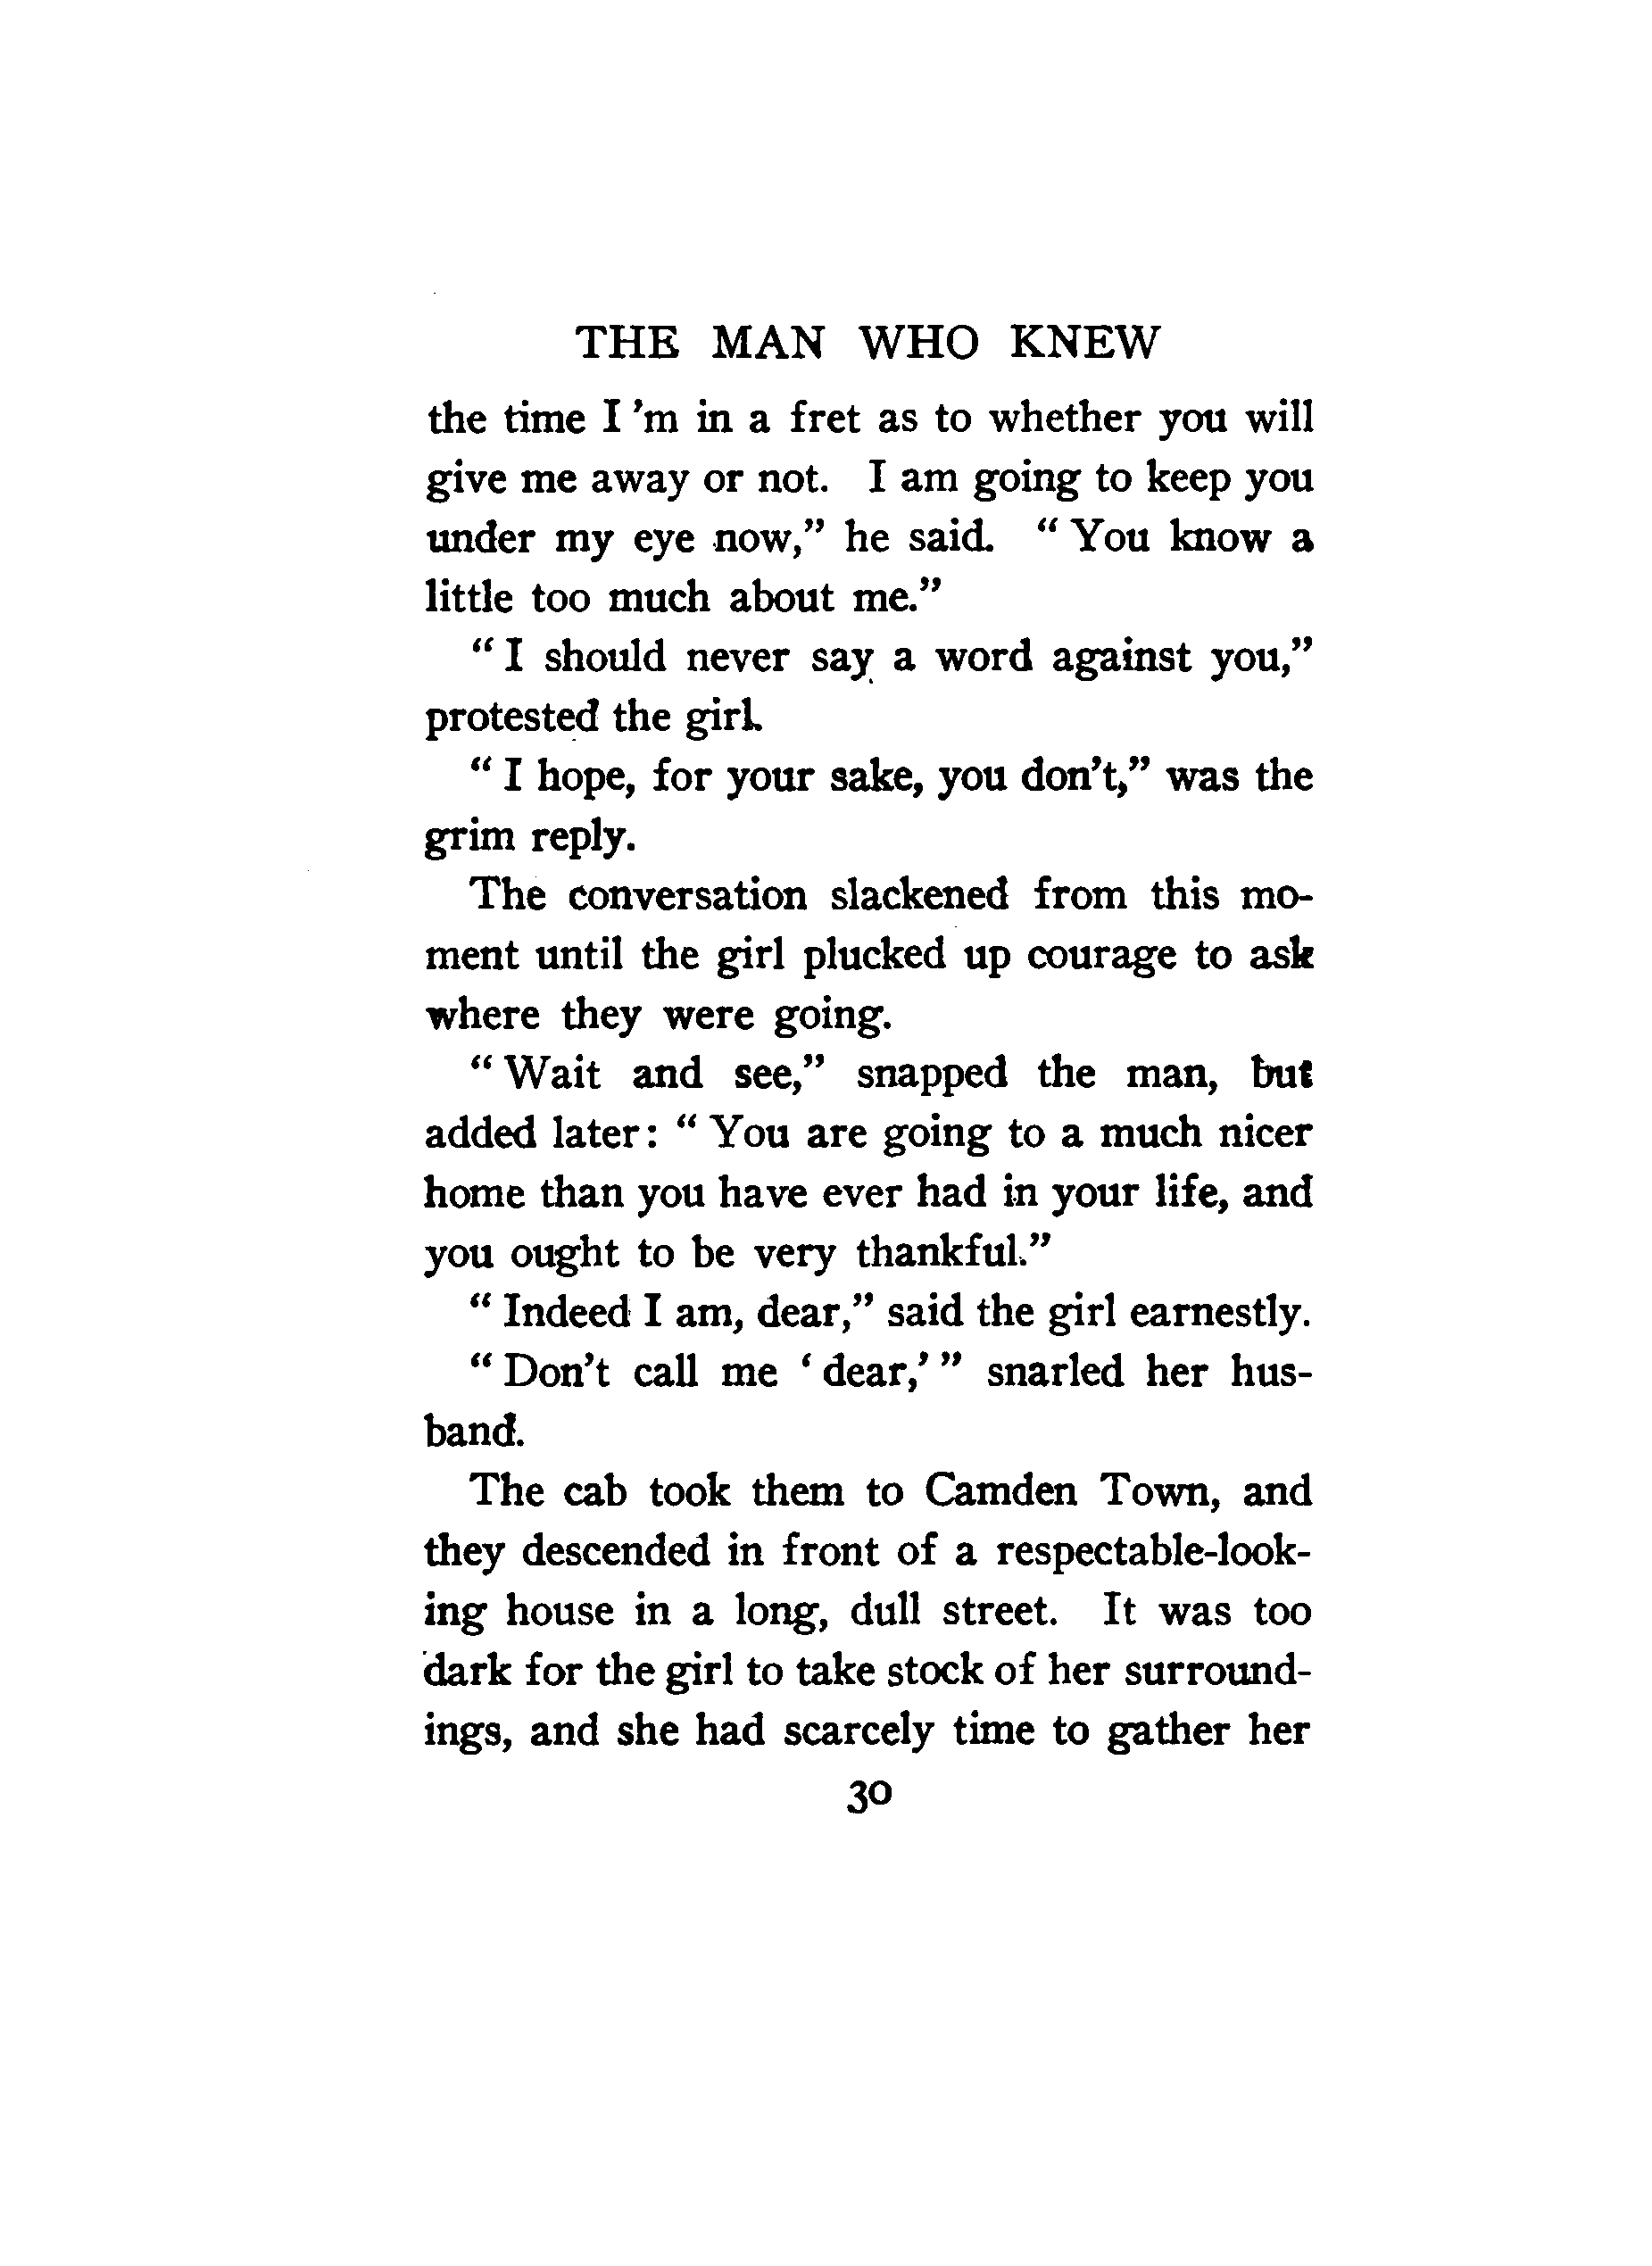 THE MAN WHO KNEW
the time I 'm in a fret as to whether you will
give me away or not. I am going to keep you
under my eye now,” he said. “ You know a
little too much about me.”
“ I should never say a word against you,”
protested the girl.
“ I hope, for your sake, you don't,” was the
grim reply.
The conversation slackened from this mo-
ment until the girl plucked up courage to ask
where they were going.
“ Wait and see,” snapped the man, but
added later: “ You are going to a much nicer
home than you have ever had in your life, and
you ought to be very thankful.”
“ Indeed I am, dear,” said the girl earnestly.
“ Don't call me ‘ dear,’ ” snarled her hus-
band.
The cab took them to Camden Town, and
they descended in front of a respectable-look-
ing house in a long, dull street. It was too
dark for the girl to take stock of her surround-
ings, and she had scarcely time to gather her
30